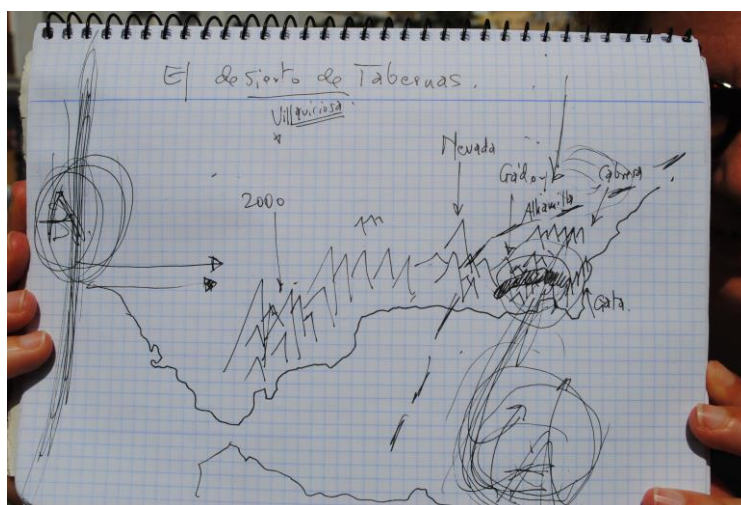 El desierto de Tabernas.
Villaviciosa
Nevada
2000
Gádor
Alhamilla
Cabrera
Gata.
A